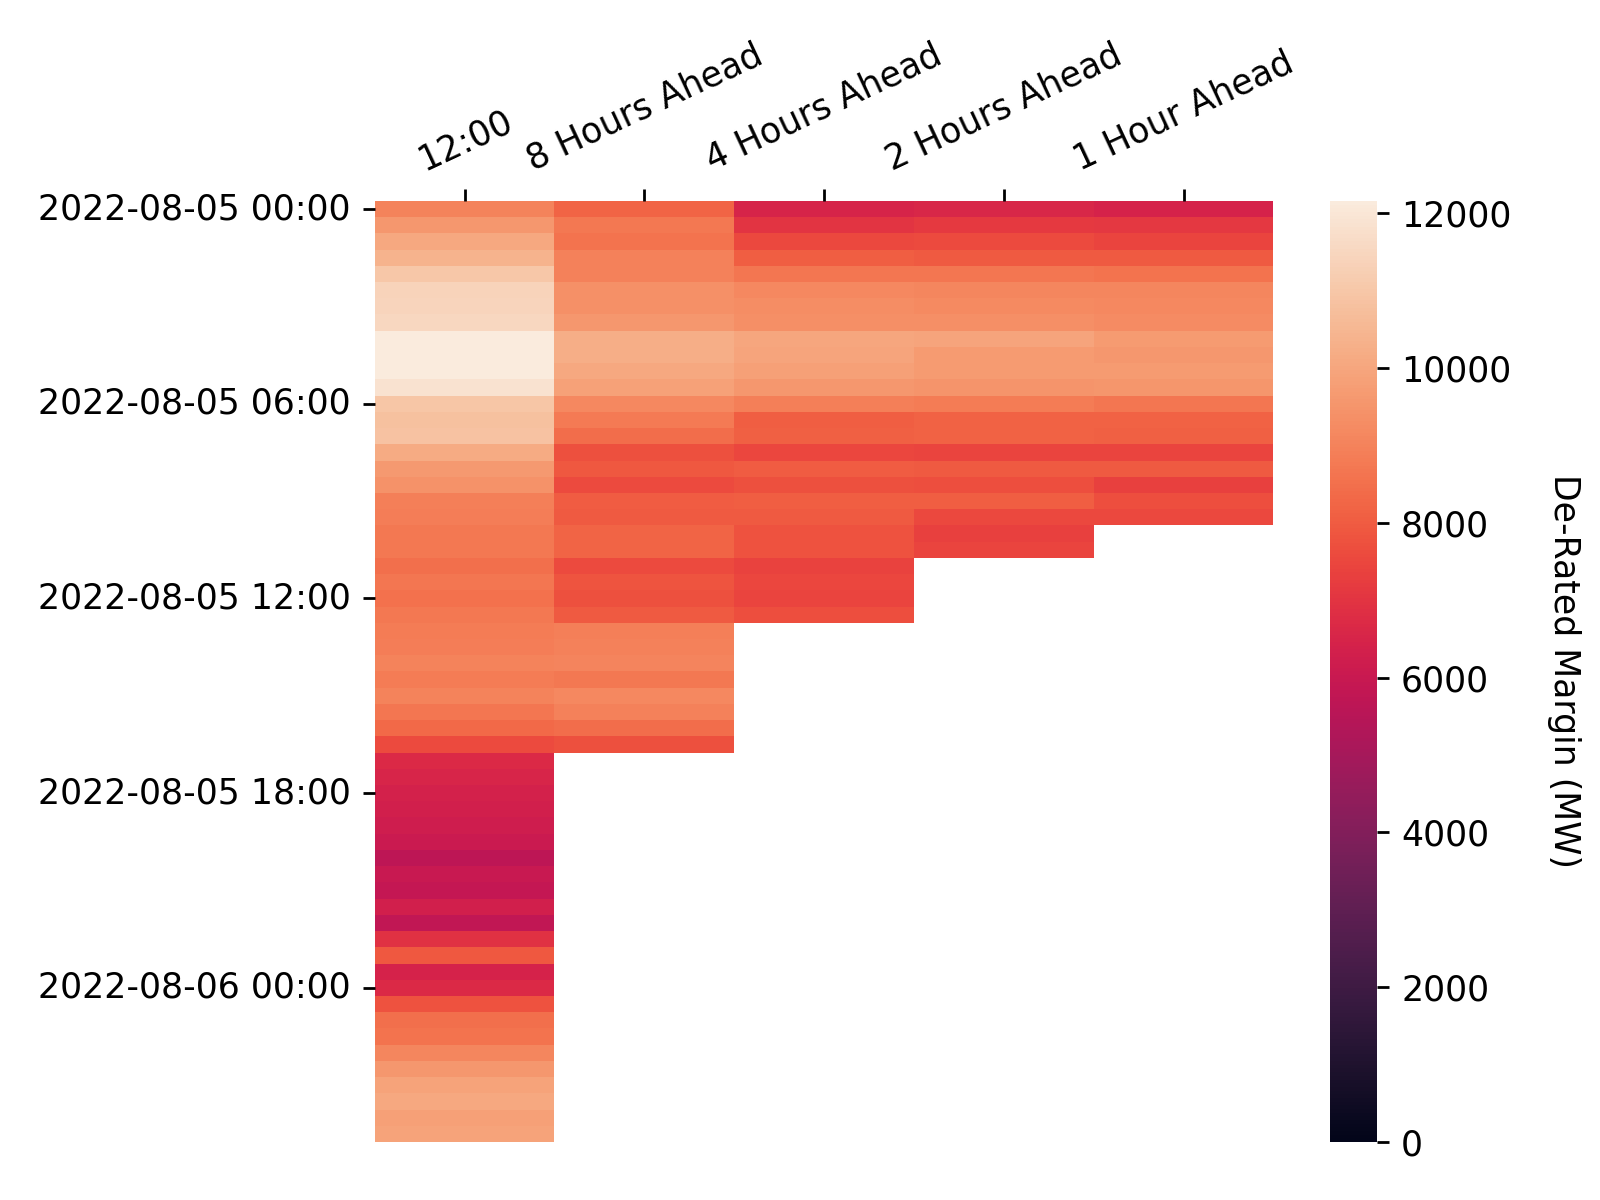 12:00
8 Hours Ahead
4 Hours Ahead
2 Hours Ahead
1 Hour Ahead
2022-08-05 00:00
2022-08-05 06:00
2022-08-05 12:00
2022-08-05 18:00
2022-08-06 00:00
12000
10000
8000
6000
4000
2000
0
De-Rated Margin (MW)